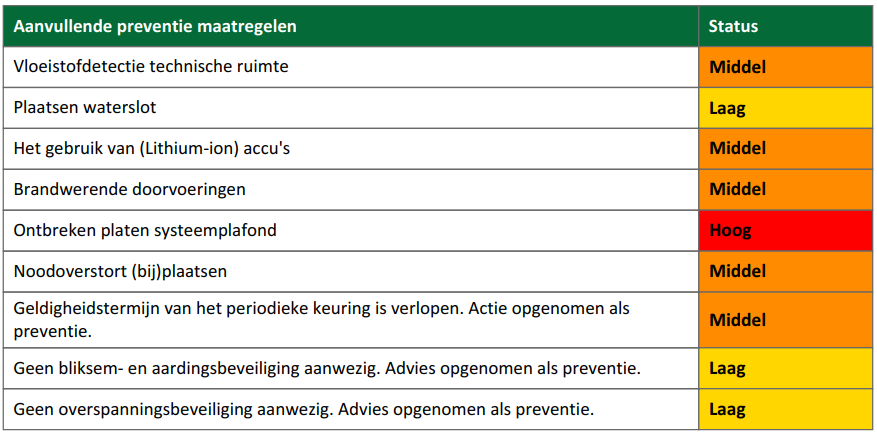 Aanvullende preventie maatregelen Status
Vloeistofdetectie technische ruimte Middel
Plaatsen waterslot Laag
Het gebruik van (Lithium-ion) accu's Middel
Brandwerende doorvoeringen Middel
Ontbreken platen systeemplafond Hoog
Noodoverstort (bij)plaatsen Middel
Geldigheidstermijn van het periodieke keuring is verlopen. Actie opgenomen als
preventie. Middel
Geen bliksem- en aardingsbeveiliging aanwezig. Advies opgenomen als preventie. Laag
Geen overspanningsbeveiliging aanwezig. Advies opgenomen als preventie. Laag